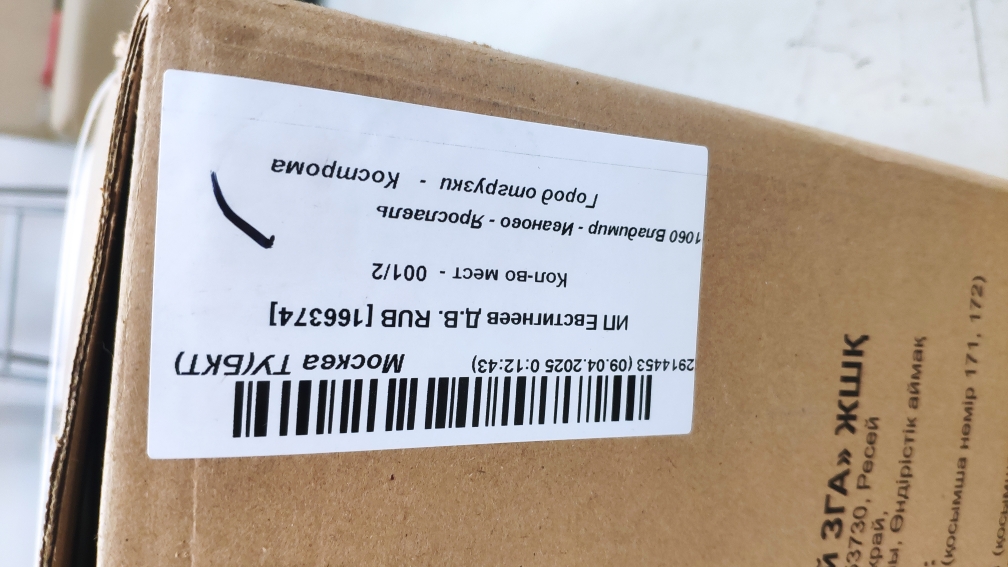 2914453 (09.04.2025 0:12:43) Москва ТУ(БКТ)
ИП Евстигнеев Д.В. RUB [166374]
Кол-во мест - 001/2
1060 Владимир - Иваново - Ярославль
Город отгрузки - Кострома
ЗГА» ЖШҚ
53730, Ресей
край,
ы, Өндірістік аймақ
(қосымша нөмір 171, 172)